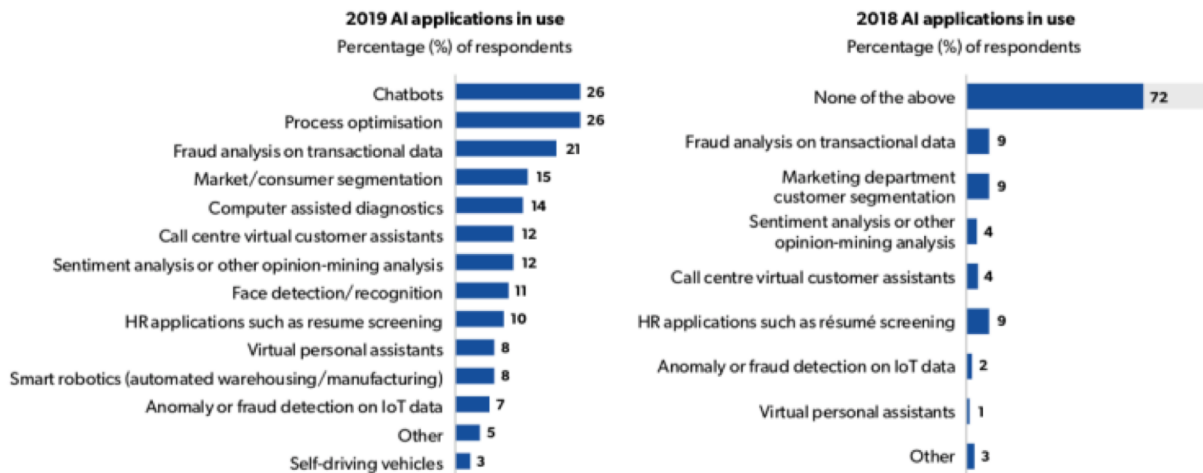 2019 AI applications in use
Percentage (%) of respondents
Chatbots 26
Process optimisation 26
Fraud analysis on transactional data 21
Market/consumer segmentation 15
Computer assisted diagnostics 14
Call centre virtual customer assistants 12
Sentiment analysis or other opinion-mining analysis 12
Face detection/recognition 11
HR applications such as resume screening 10
Virtual personal assistants 8
Smart robotics (automated warehousing/manufacturing) 8
Anomaly or fraud detection on IoT data 7
Other 5
Self-driving vehicles 3
2018 AI applications in use
Percentage (%) of respondents
None of the above 72
Fraud analysis on transactional data 9
Marketing department
customer segmentation 9
Sentiment analysis or other
opinion-mining analysis 4
Call centre virtual customer assistants 4
HR applications such as résumé screening 9
Anomaly or fraud detection on IoT data 2
Virtual personal assistants 1
Other 3